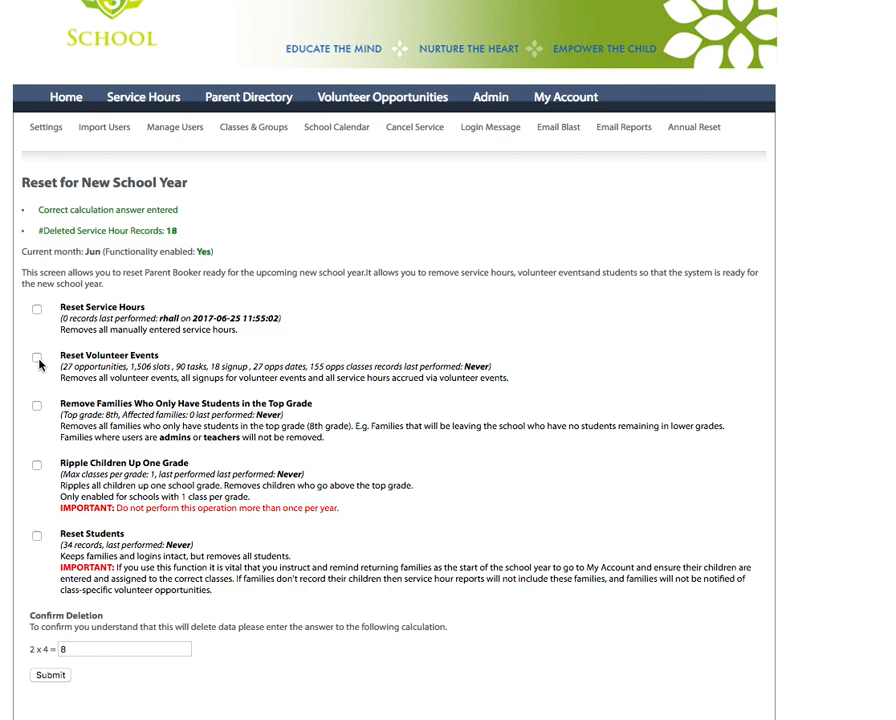 SCHOOL
EDUCATE THE MIND NURTURE THE HEART EMPOWER THE CHILD
Home Service Hours Parent Directory Volunteer Opportunities Admin My Account
Settings Import Users Manage Users Classes & Groups School Calendar Cancel Service Login Message Email Blast Email Reports Annual Reset
Reset for New School Year
• Correct calculation answer entered
• #Deleted Service Hour Records: 18
Current month: Jun (Functionality enabled: Yes)
This screen allows you to reset Parent Booker ready for the upcoming new school year.It allows you to remove service hours, volunteer eventsand students so that the system is ready for
the new school year.
Reset Service Hours
(0 records last performed: rhall on 2017-06-25 11:55:02)
Removes all manually entered service hours.
Reset Volunteer Events
(27 opportunities, 1,506 slots , 90 tasks, 18 signup , 27 opps dates, 155 opps classes records last performed: Never)
Removes all volunteer events, all signups for volunteer events and all service hours accrued via volunteer events.
Remove Families Who Only Have Students in the Top Grade
(Top grade: 8th, Affected families: 0 last performed: Never)
Removes all families who only have students in the top grade (8th grade). E.g. Families that will be leaving the school who have no students remaining in lower grades.
Families where users are admins or teachers will not be removed.
Ripple Children Up One Grade
(Max classes per grade: 1, last performed last performed: Never)
Ripples all children up one school grade. Removes children who go above the top grade.
Only enabled for schools with 1 class per grade.
IMPORTANT: Do not perform this operation more than once per year.
Reset Students
(34 records, last performed: Never)
Keeps families and logins intact, but removes all students.
IMPORTANT: If you use this function it is vital that you instruct and remind returning families as the start of the school year to go to My Account and ensure their children are
entered and assigned to the correct classes. If families don't record their children then service hour reports will not include these families, and families will not be notified of
class-specific volunteer opportunities.
Confirm Deletion
To confirm you understand that this will delete data please enter the answer to the following calculation.
2 x 4 = 8
Submit